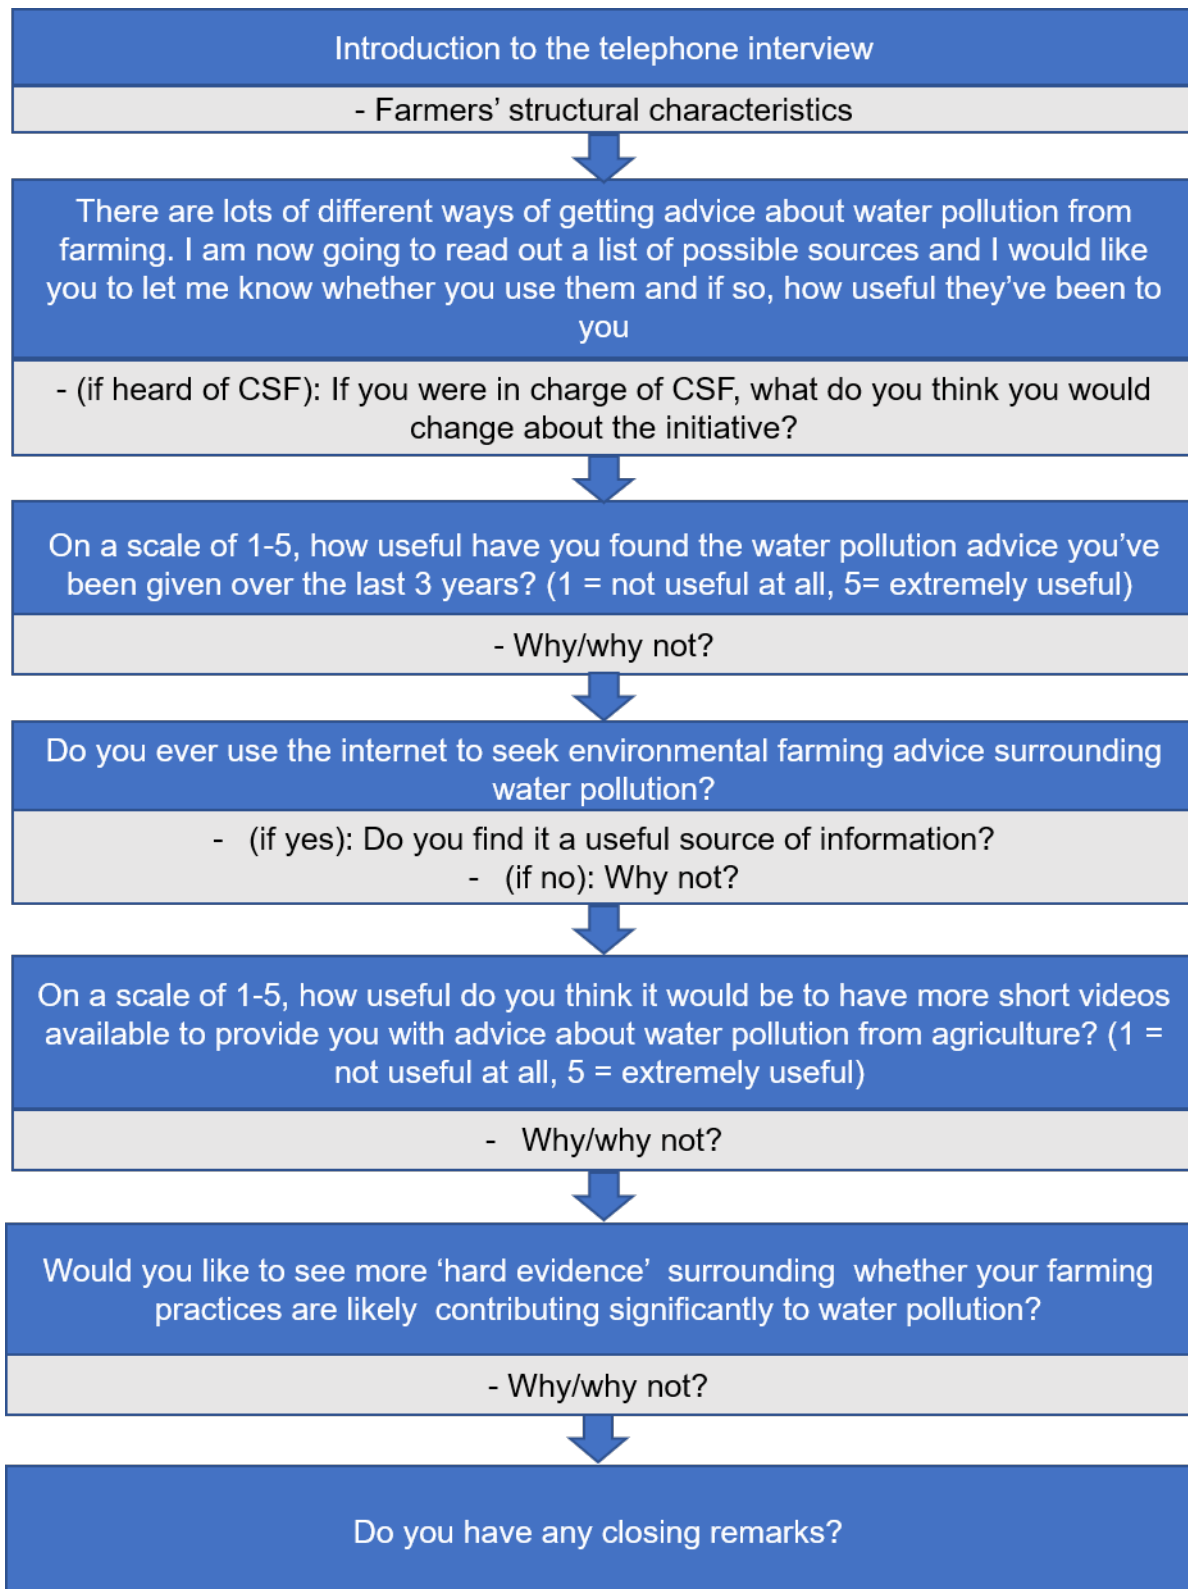 Introduction to the telephone interview
- Farmers’ structural characteristics
There are lots of different ways of getting advice about water pollution from
farming. I am now going to read out a list of possible sources and I would like
you to let me know whether you use them and if so, how useful they’ve been to
you
- (if heard of CSF): If you were in charge of CSF, what do you think you would
change about the initiative?
On a scale of 1-5, how useful have you found the water pollution advice you’ve
been given over the last 3 years? (1 = not useful at all, 5= extremely useful)
- Why/why not?
Do you ever use the internet to seek environmental farming advice surrounding
water pollution?
- (if yes): Do you find it a useful source of information?
- (if no): Why not?
On a scale of 1-5, how useful do you think it would be to have more short videos
available to provide you with advice about water pollution from agriculture? (1 =
not useful at all, 5 = extremely useful)
- Why/why not?
Would you like to see more ‘hard evidence’ surrounding whether your farming
practices are likely contributing significantly to water pollution?
- Why/why not?
Do you have any closing remarks?